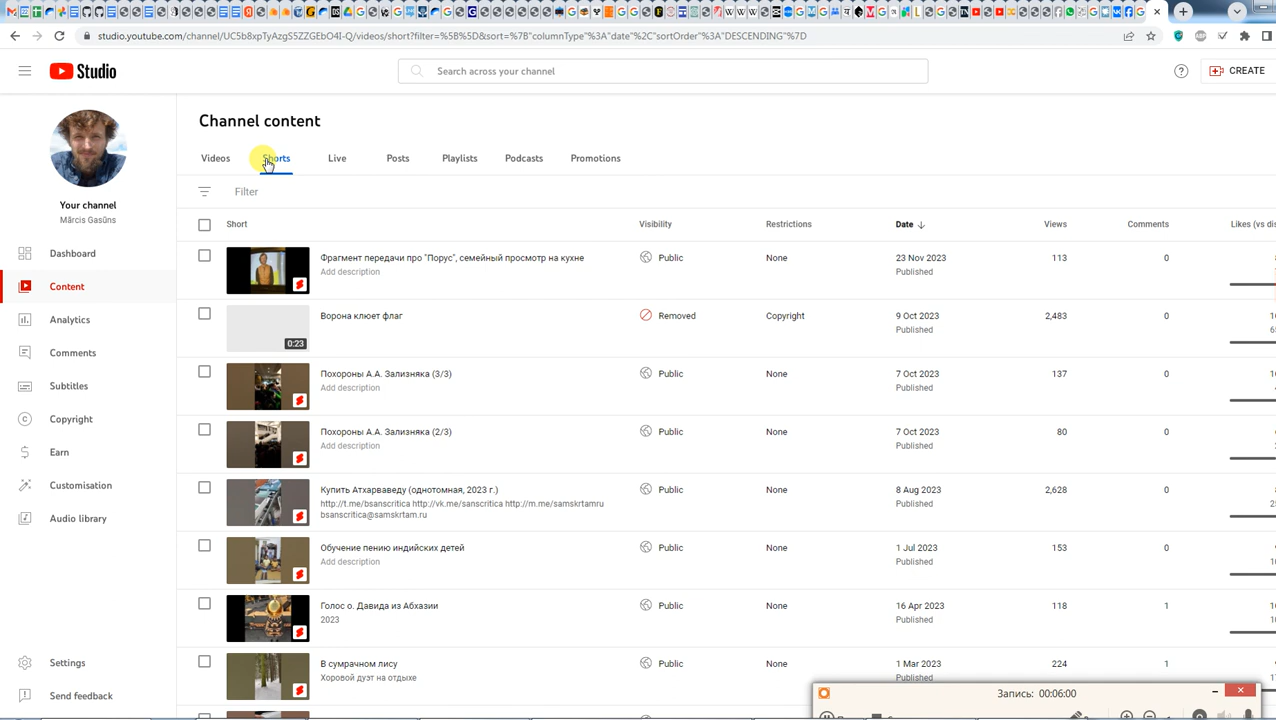 studio.youtube.com/channel/UC5b8xpTyAzgS5ZZGEbO4I-Q/videos/short?filter=%5B%5D&sort=%7B"columnType"%3A"date"%2C"sortOrder"%3A"DESCENDING"%7D
Studio
Search across your channel
CREATE
Channel content
Videos
Shorts
Live
Posts
Playlists
Podcasts
Promotions
Your channel
Mārcis Gasūns
Dashboard
Content
Analytics
Comments
Subtitles
Copyright
Earn
Customisation
Audio library
Settings
Send feedback
Filter
Short Visibility Restrictions Date Views Comments Likes (vs
Фрагмент передачи про "Порус", семейный просмотр на кухне Public None 23 Nov 2023 113 0
Add description Published
Ворона клюет флаг Removed Copyright 9 Oct 2023 2,483 0
Published
0:23
Похороны А.А. Зализняка (3/3) Public None 7 Oct 2023 137 0
Add description Published
Похороны А.А. Зализняка (2/3) Public None 7 Oct 2023 80 0
Add description Published
Купить Атхарваведу (однотомная, 2023 г.) Public None 8 Aug 2023 2,628 0
http://t.me/bsanscritica http://vk.me/sanscritica http://m.me/samskrtamru Published
bsanscritica@samskrtam.ru
Обучение пению индийских детей Public None 1 Jul 2023 153 0
Add description Published
Голос о. Давида из Абхазии Public None 16 Apr 2023 118 1
2023 Published
В сумрачном лису Public None 1 Mar 2023 224 1
Хоровой дуэт на отдыхе Published
Запись: 00:06:00